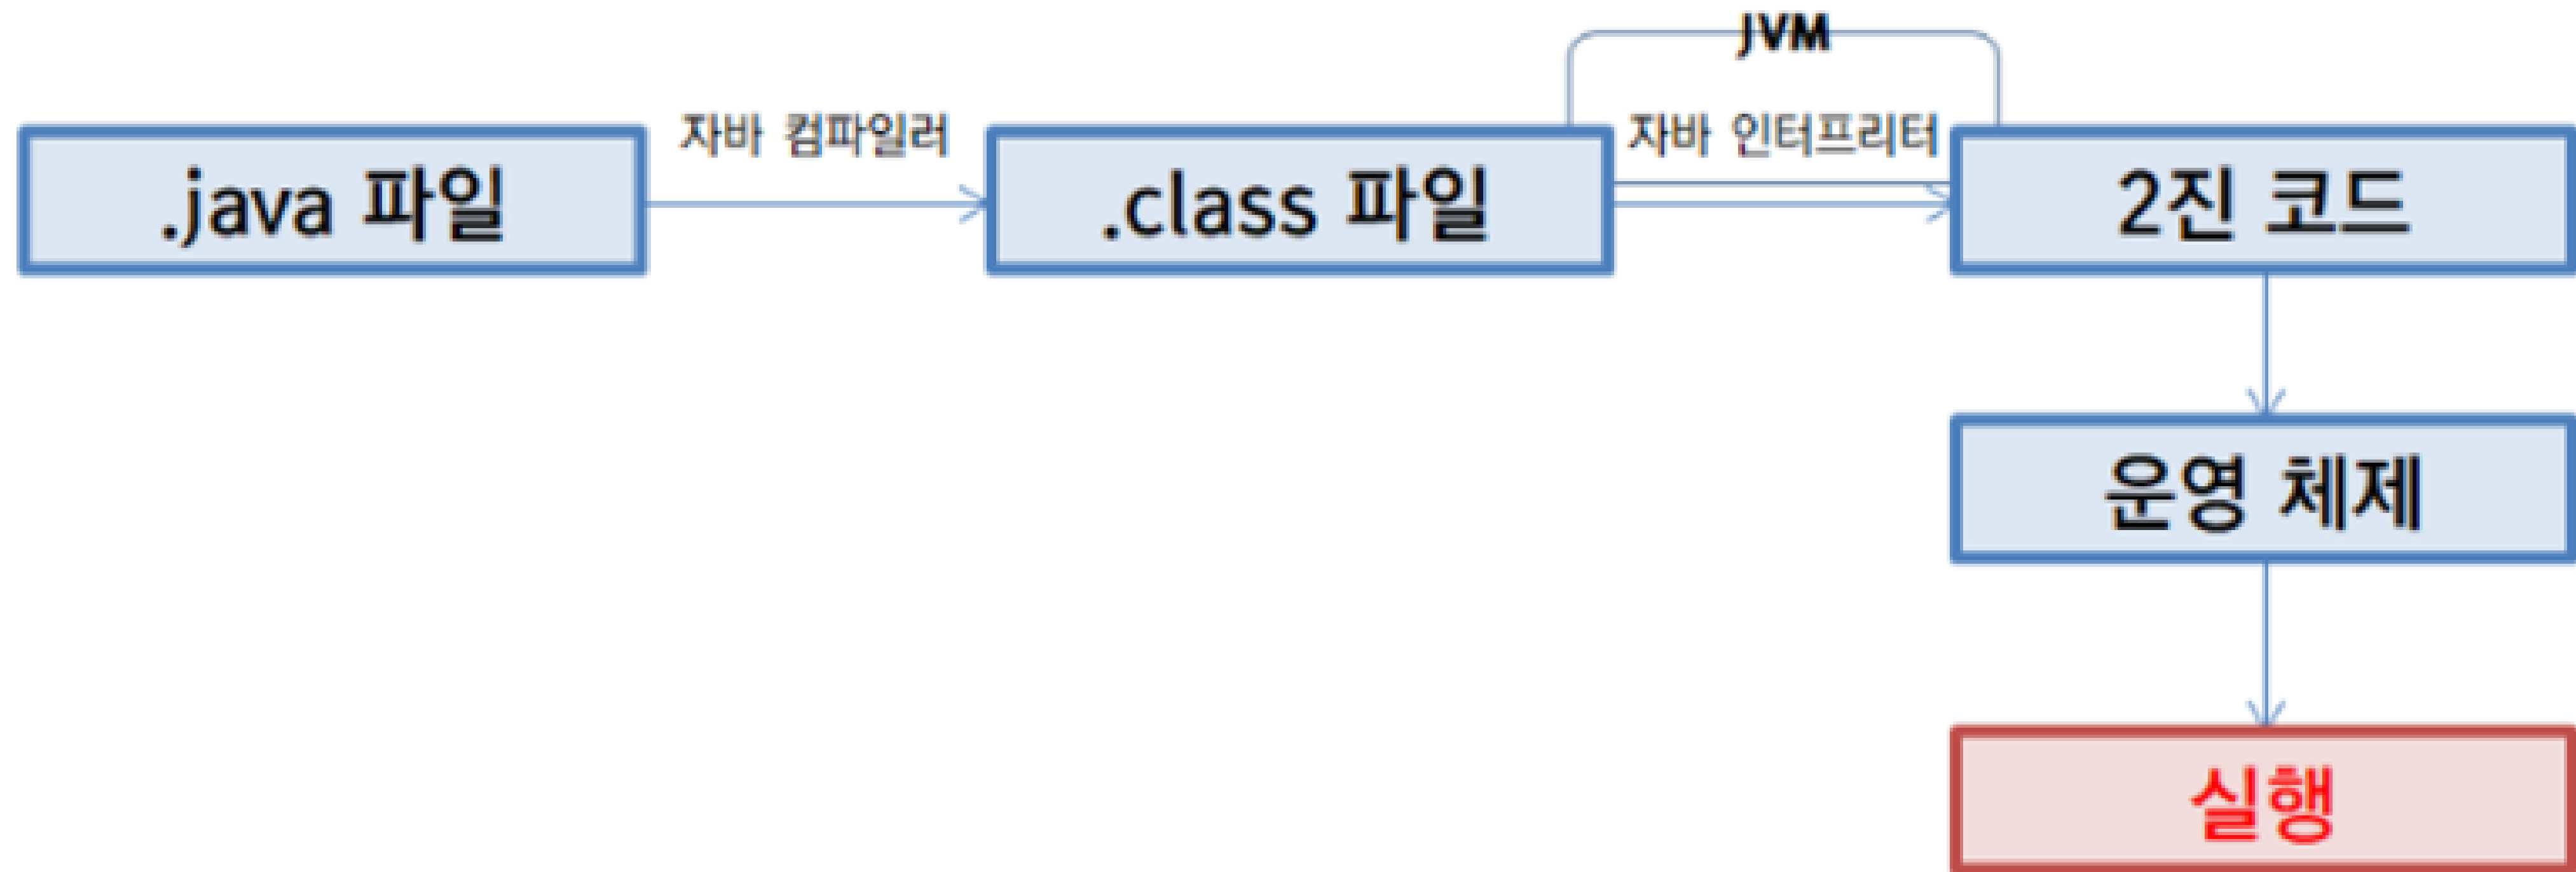 JVM
자바 컴파일러
자바 인터프리터
.java 파일
.class 파일
2진 코드
운영 체제
실행